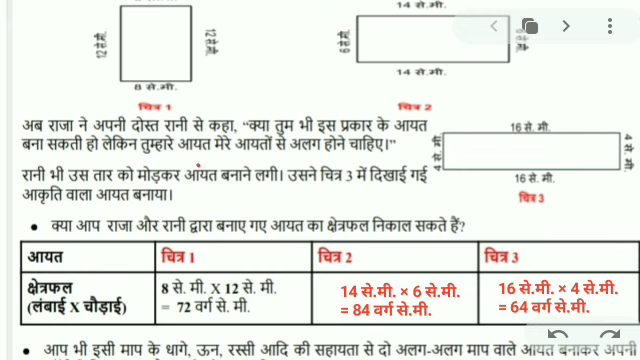 14 से.मी.
12 से.मी.
12 से.मी.
6 से.मी.
8 से.मी.
14 से.मी.
चित्र 1
चित्र 2
अब राजा ने अपनी दोस्त रानी से कहा, “क्या तुम भी इस प्रकार के आयत
बना सकती हो लेकिन तुम्हारे आयत मेरे आयतों से अलग होने चाहिए।”
16 से. मी.
4 से. मी.
4 से. मी.
16 से. मी.
चित्र 3
रानी भी उस तार को मोड़कर आयत बनाने लगी। उसने चित्र 3 में दिखाई गई
आकृति वाला आयत बनाया।
• क्या आप राजा और रानी द्वारा बनाए गए आयत का क्षेत्रफल निकाल सकते हैं?
आयत चित्र 1 चित्र 2 चित्र 3
क्षेत्रफल 8 से. मी. X 12 से. मी. 14 से.मी. × 6 से.मी. 16 से.मी. × 4 से.मी.
(लंबाई X चौड़ाई) = 72 वर्ग से. मी. = 84 वर्ग से.मी. = 64 वर्ग से.मी.
• आप भी इसी माप के धागे, ऊन, रस्सी आदि की सहायता से दो अलग-अलग माप वाले आयत बनाकर अपनी